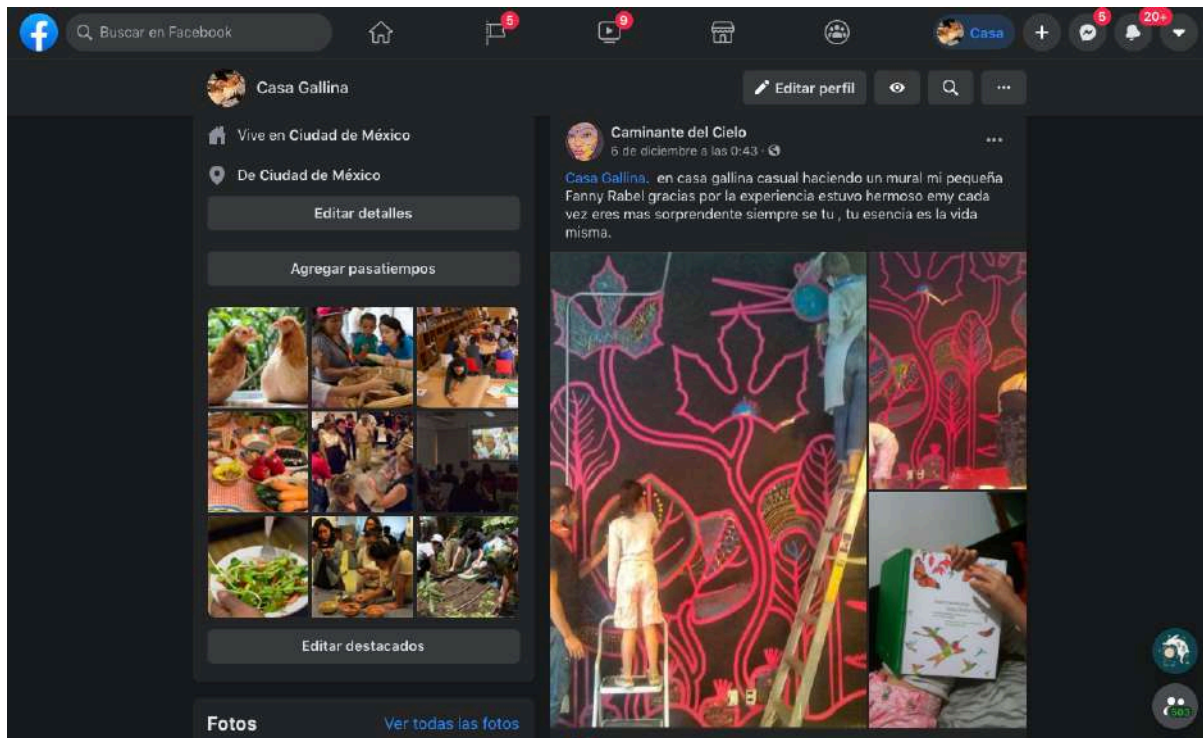 Buscar en Facebook
5
9
Casa
5
20+
Casa Gallina
Editar perfil
Vive en Ciudad de México
De Ciudad de México
Editar detalles
Agregar pasatiempos
Editar destacados
Fotos
Ver todas las fotos
Caminante del Cielo
6 de diciembre a las 0:43 ·
Casa Gallina. en casa gallina casual haciendo un mural mi pequeña
Fanny Rabel gracias por la experiencia estuvo hermoso emy cada
vez eres mas sorprendente siempre se tu , tu esencia es la vida
misma.
503